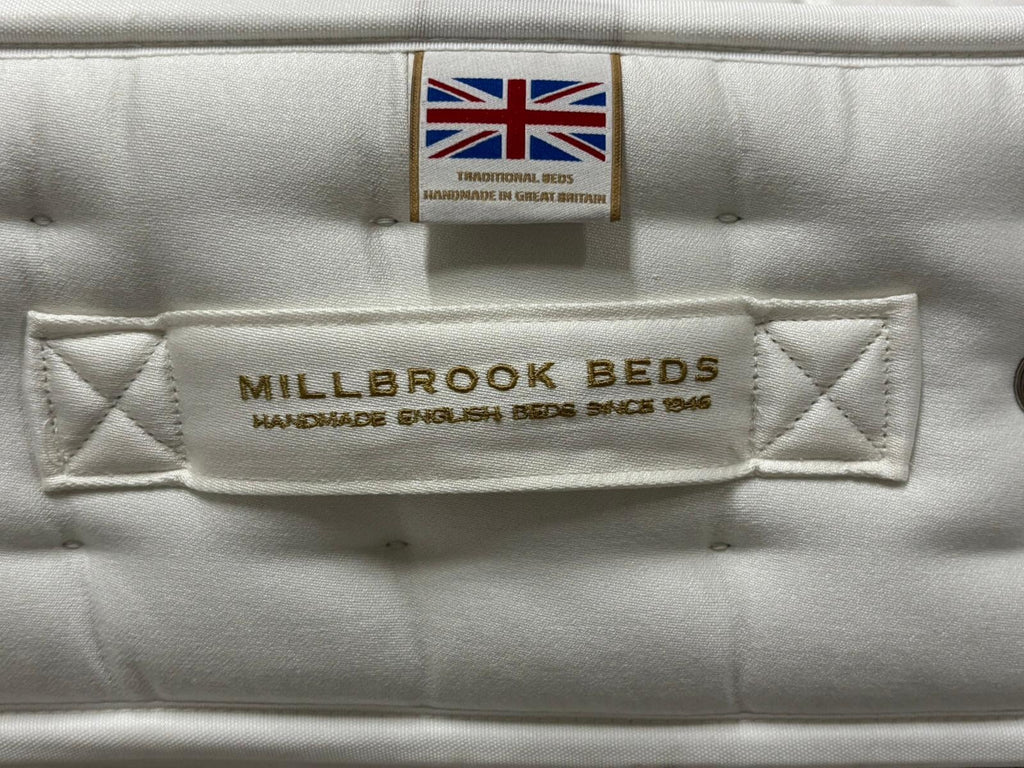 TRADITIONAL BEDS
HANDMADE IN GREAT BRITAIN
MILLBROOK BEDS
HANDMADE ENGLISH BEDS SINCE 1946